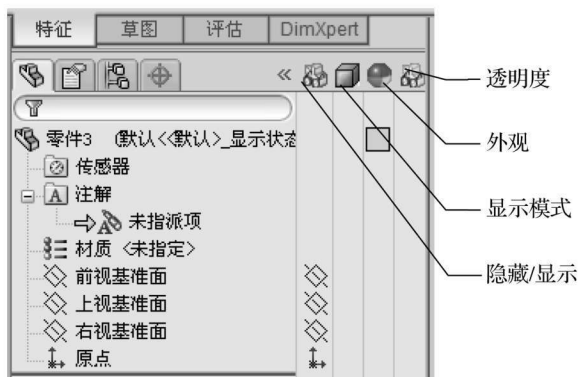 特征 草图 评估 DimXpert
« 
透明度
零件3 (默认<<默认>_显示状态
外观
传感器
A 注解
未指派项
显示模式
材质 <未指定>
前视基准面
隐藏/显示
上视基准面
右视基准面
原点